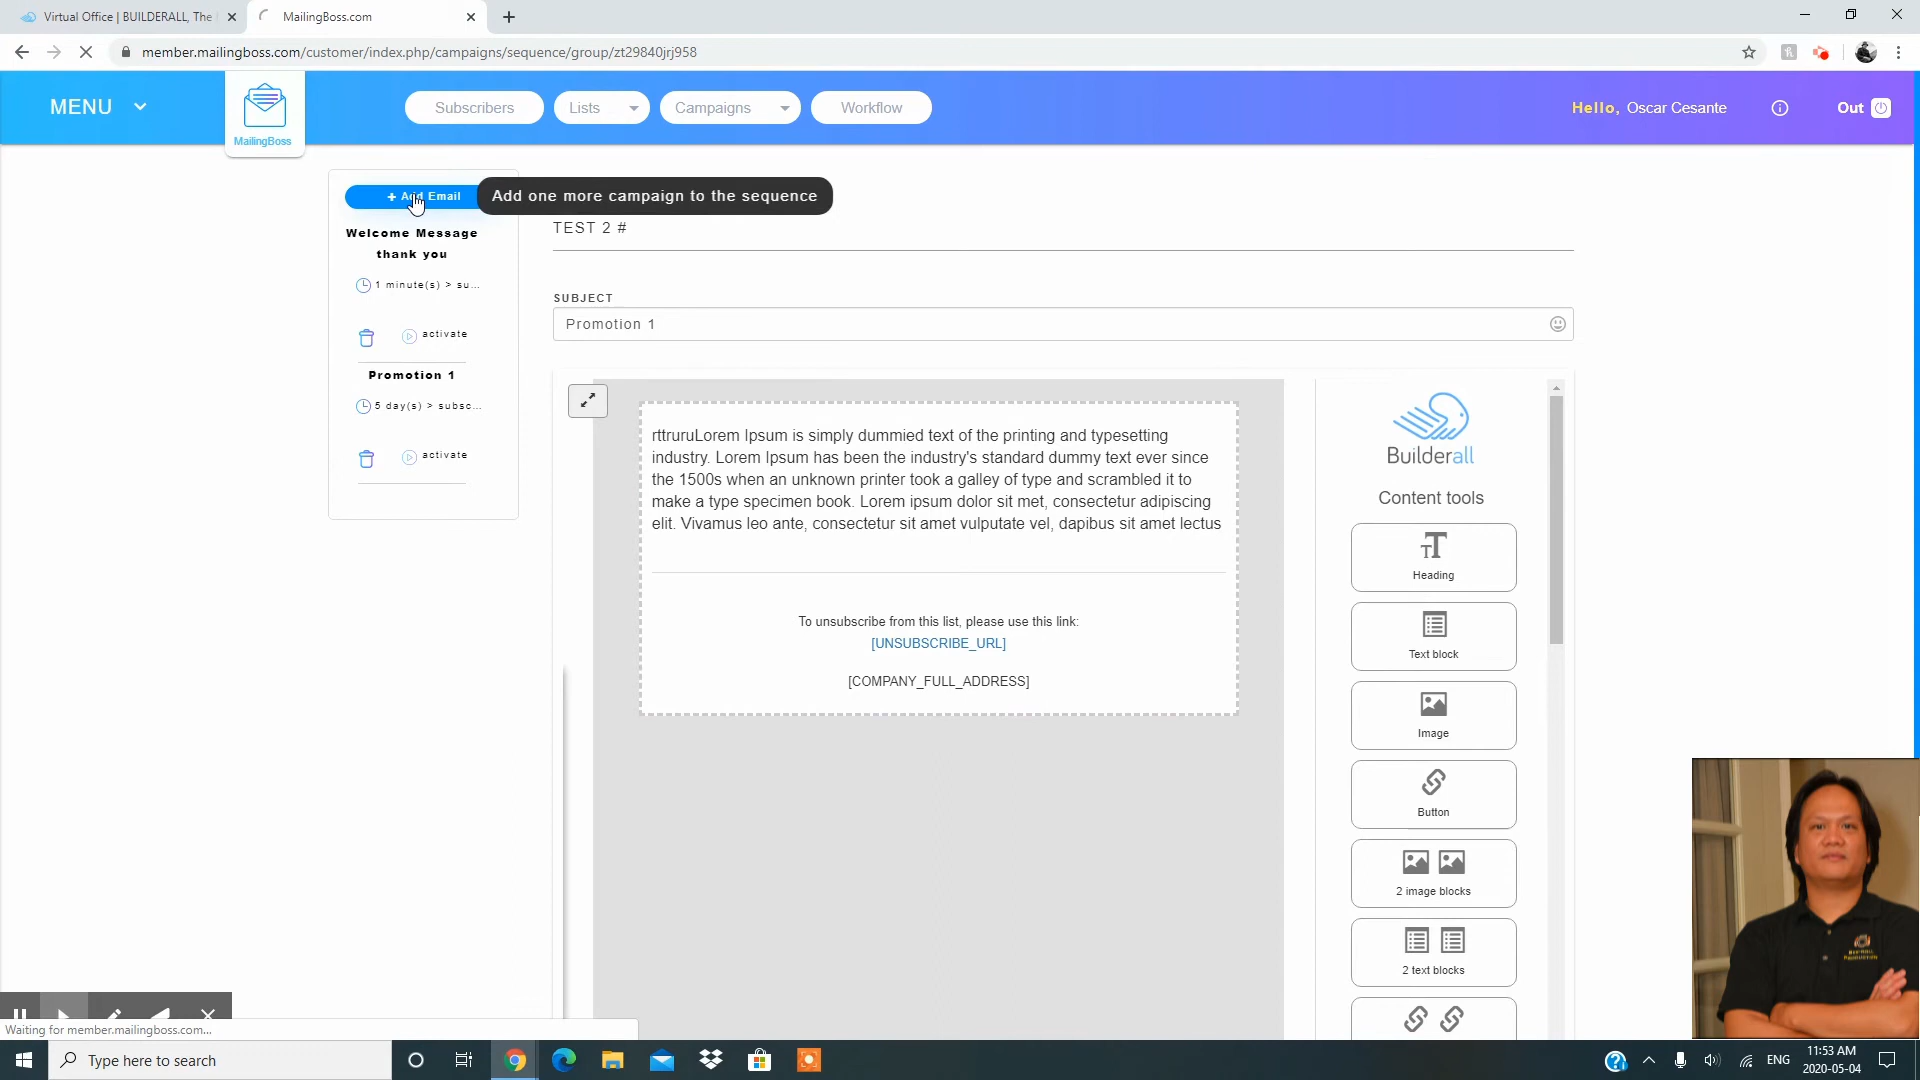 Virtual Office | BUILDERALL, The
MailingBoss.com
member.mailingboss.com/customer/index.php/campaigns/sequence/group/zt29840jrj958
MENU
MailingBoss
Subscribers
Lists
Campaigns
Workflow
Hello, Oscar Cesante
Out
+ Add Email
Add one more campaign to the sequence
Welcome Message
thank you
1 minute(s) > su...
activate
Promotion 1
5 day(s) > subsc...
activate
TEST 2 #
SUBJECT
Promotion 1
rttruruLorem Ipsum is simply dummied text of the printing and typesetting
industry. Lorem Ipsum has been the industry's standard dummy text ever since
the 1500s when an unknown printer took a galley of type and scrambled it to
make a type specimen book. Lorem ipsum dolor sit met, consectetur adipiscing
elit. Vivamus leo ante, consectetur sit amet vulputate vel, dapibus sit amet lectus
To unsubscribe from this list, please use this link:
[UNSUBSCRIBE_URL]
[COMPANY_FULL_ADDRESS]
Builderall
Content tools
Heading
Text block
Image
Button
2 image blocks
2 text blocks
Waiting for member.mailingboss.com...
Type here to search
ENG
11:53 AM
2020-05-04